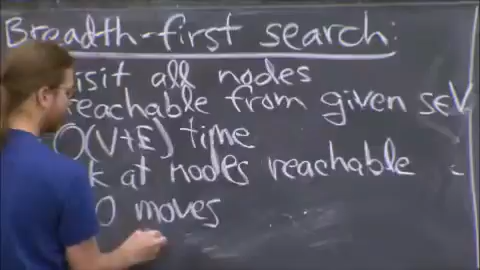 Breadth-first search:
isit all nodes
reachable from given s∈V
O(V+E) time
k at nodes reachable
0 moves